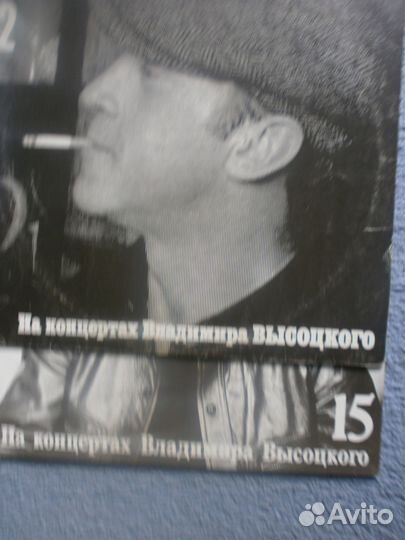 2
На концертах Владимира ВЫСОЦКОГО
15
На концертах Владимира Высоцкого
Avito